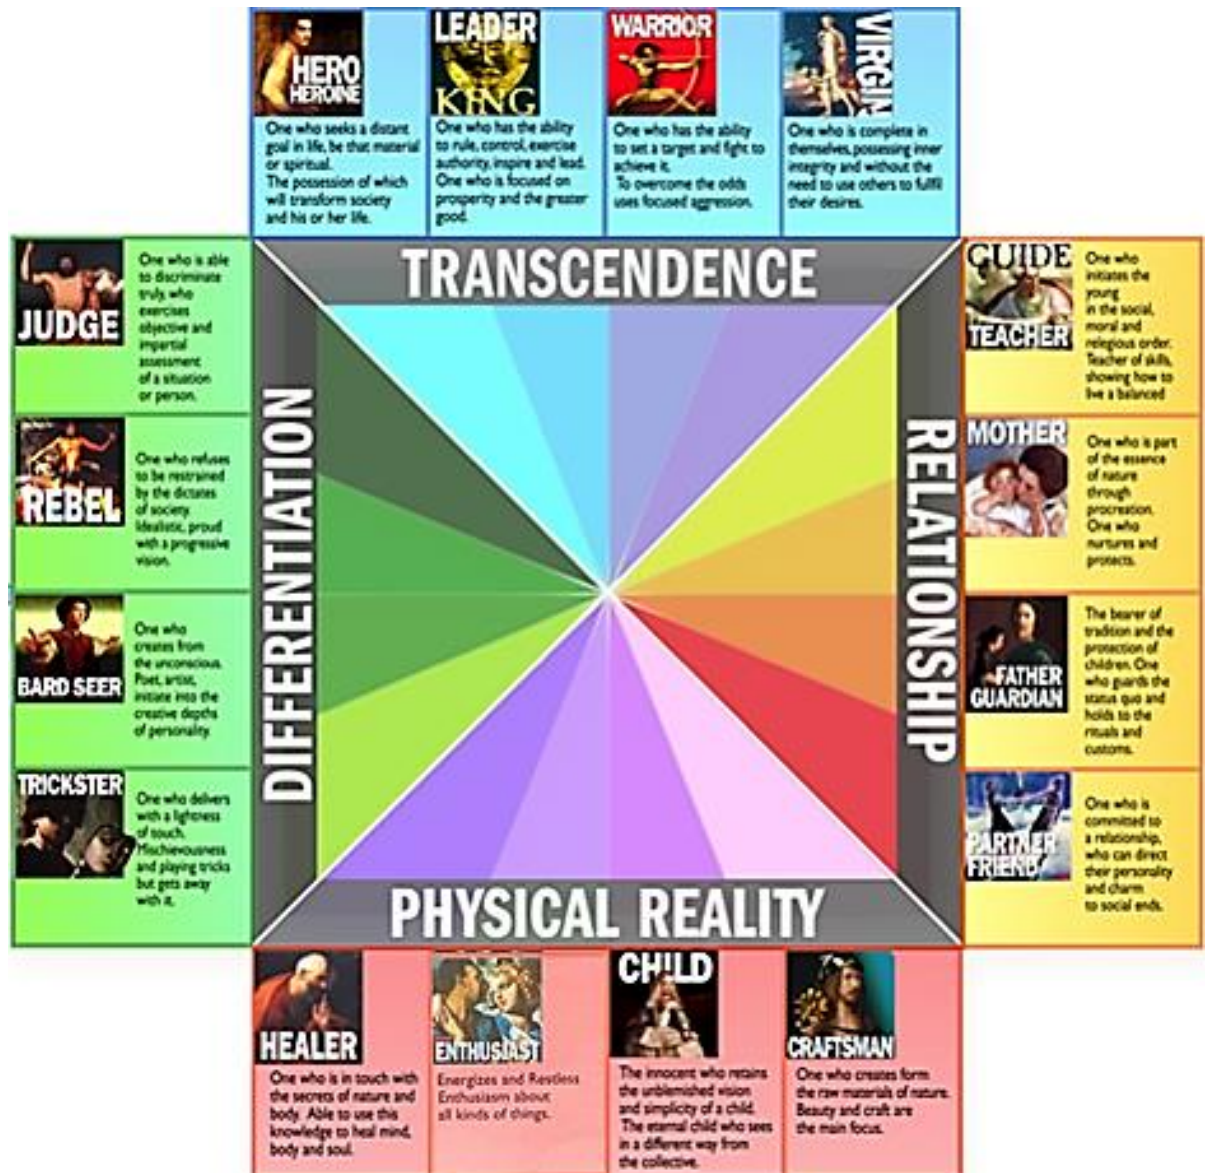 HERO
HEROINE
One who seeks a distant
goal in life, be that material
or spiritual.
The possession of which
will transform society
and his or her life.
LEADER
KING
One who has the ability
to rule, control, exercise
authority, inspire and lead.
One who is focused on
prosperity and the greater
good.
WARRIOR
One who has the ability
to set a target and fight to
achieve it.
To overcome the odds
uses focused aggression.
VIRGIN
One who is complete in
themselves, possessing inner
integrity and without the
need to use others to fullfil
their desires.
TRANSCENDENCE
JUDGE
One who is able
to discriminate
truly, who
exercises
objective and
impartial
assessment
of a situation
or person.
REBEL
One who refuses
to be restrained
by the dictates
of society.
Idealistic, proud
with a progressive
vision.
BARD SEER
One who
creates from
the unconscious.
Poet, artist,
initiate into the
creative depths
of personality.
TRICKSTER
One who delivers
with a lightness
of touch.
Mischievousness
and playing tricks
but gets away
with it.
DIFFERENTIATION
RELATIONSHIP
GUIDE
TEACHER
One who
initiates the
young
in the social,
moral and
relegious order.
Teacher of skills,
showing how to
live a balanced
MOTHER
One who is part
of the essence
of nature
through
procreation.
One who
nurtures and
protects.
FATHER
GUARDIAN
The bearer of
tradition and the
protection of
children. One
who guards the
status quo and
holds to the
rituals and
customs.
PARTNER
FRIEND
One who is
committed to
a relationship,
who can direct
their personality
and charm
to social ends.
PHYSICAL REALITY
HEALER
One who is in touch with
the secrets of nature and
body. Able to use this
knowledge to heal mind,
body and soul.
ENTHUSIAST
Energizes and Restless
Enthusiasm about
all kinds of things.
CHILD
The innocent who retains
the unblemished vision
and simplicity of a child.
The eternal child who sees
in a different way from
the collective.
CRAFTSMAN
One who creates form
the raw materials of nature.
Beauty and craft are
the main focus.